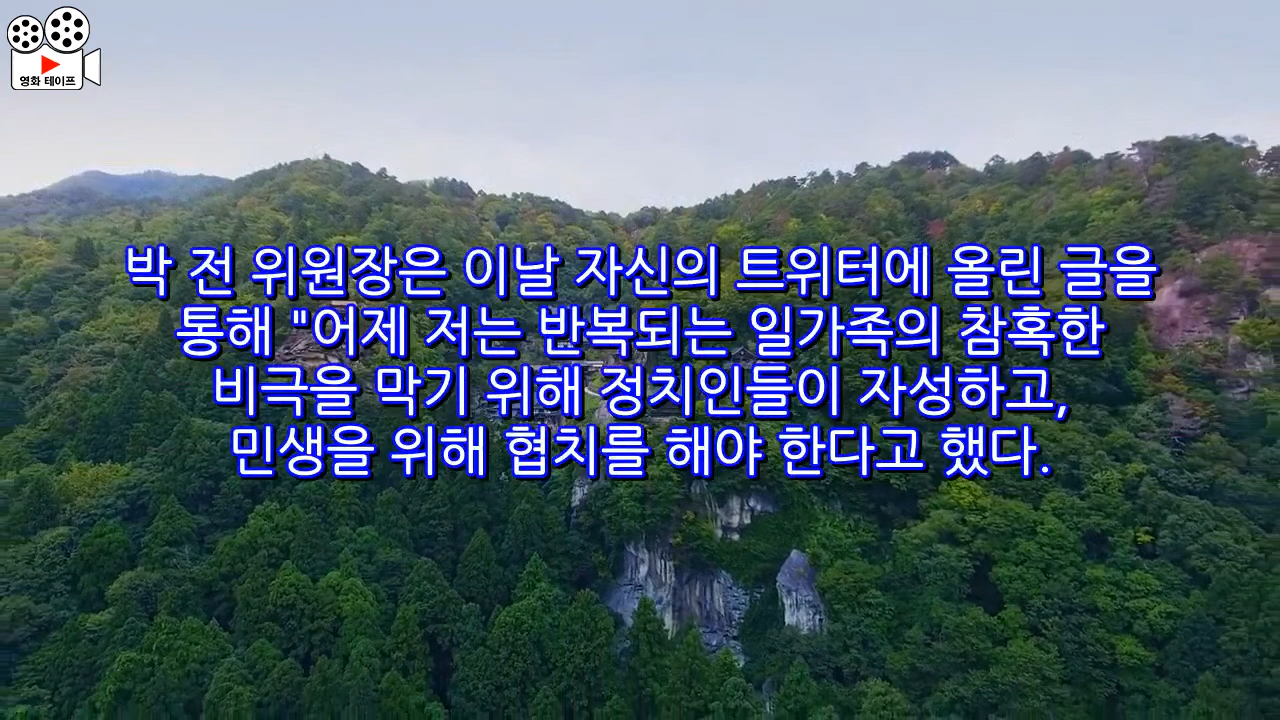 영화 테이프
박 전 위원장은 이날 자신의 트위터에 올린 글을
통해 "어제 저는 반복되는 일가족의 참혹한
비극을 막기 위해 정치인들이 자성하고,
민생을 위해 협치를 해야 한다고 했다.